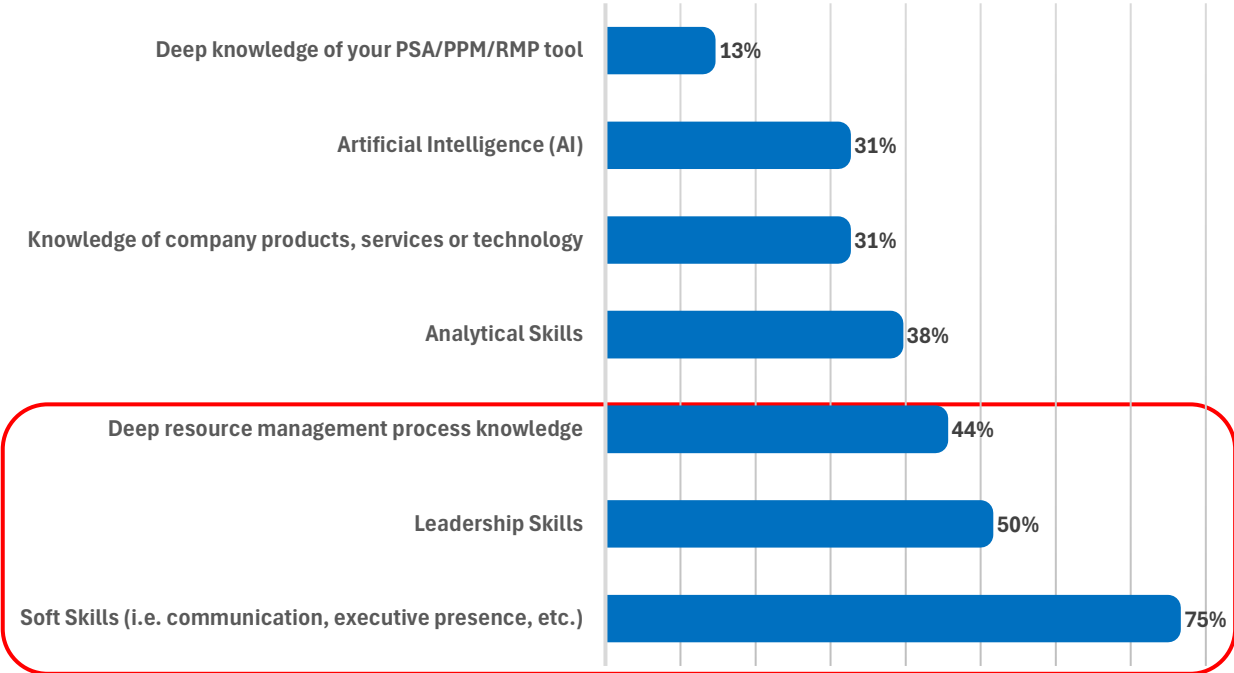 Deep knowledge of your PSA/PPM/RMP tool 13%
Artificial Intelligence (AI) 31%
Knowledge of company products, services or technology 31%
Analytical Skills 38%
Deep resource management process knowledge 44%
Leadership Skills 50%
Soft Skills (i.e. communication, executive presence, etc.) 75%